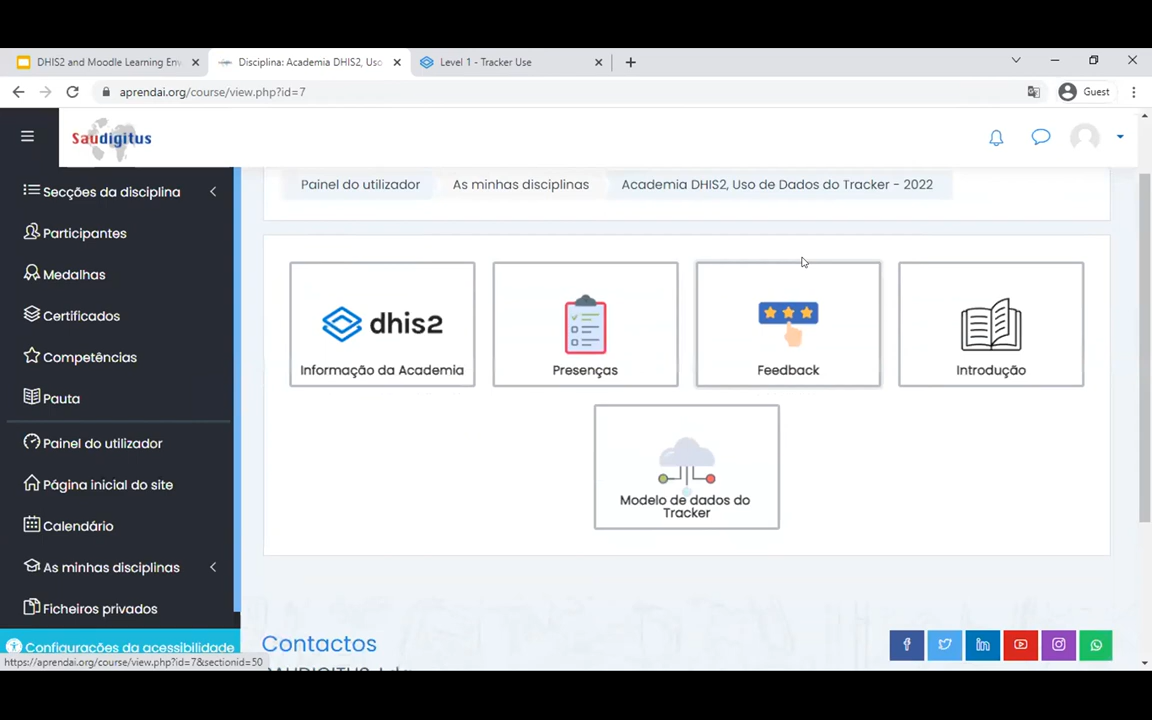 DHIS2 and Moodle Learning Env
Disciplina: Academia DHIS2, Uso
Level 1 - Tracker Use
aprendai.org/course/view.php?id=7
Guest
Saudigitus
Secções da disciplina
Participantes
Medalhas
Certificados
Competências
Pauta
Painel do utilizador
Página inicial do site
Calendário
As minhas disciplinas
Ficheiros privados
Configurações da acessibilidade
Painel do utilizador
As minhas disciplinas
Academia DHIS2, Uso de Dados do Tracker - 2022
dhis2
Informação da Academia
Presenças
Feedback
Introdução
Modelo de dados do
Tracker
Contactos
https://aprendai.org/course/view.php?id=7&sectionid=50